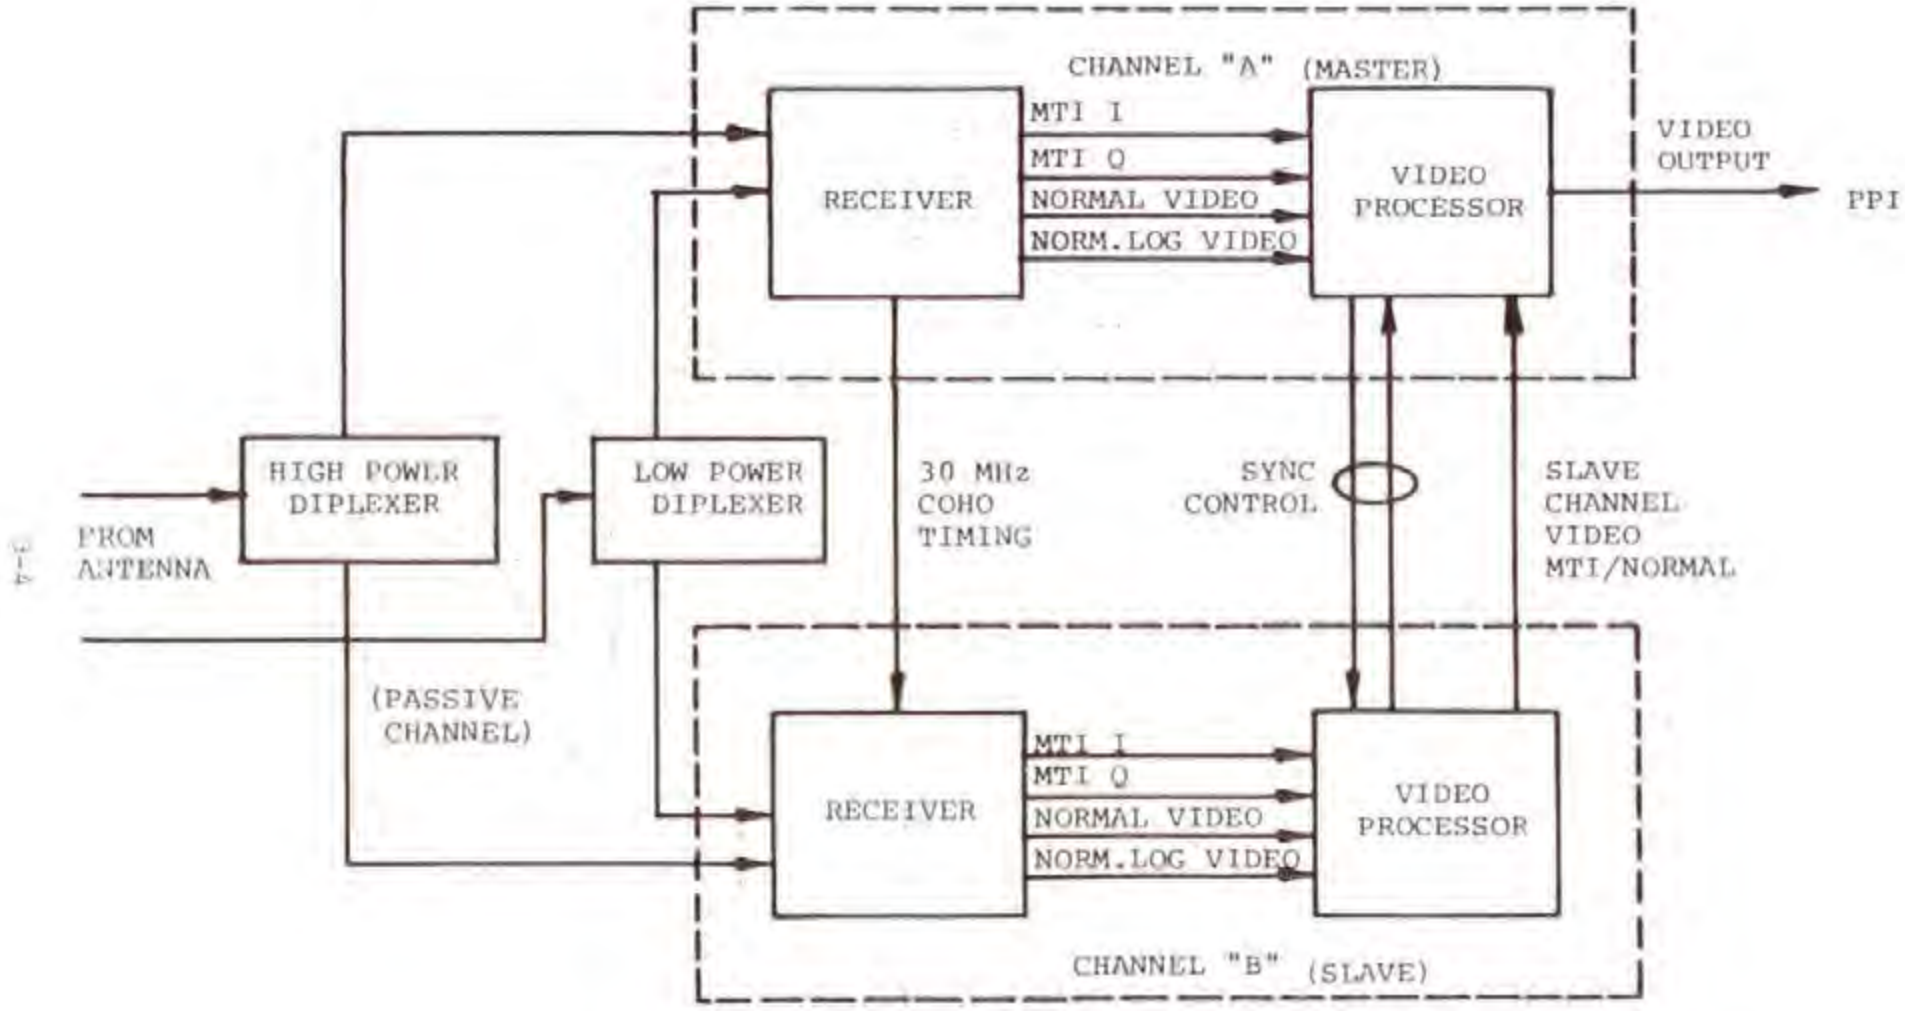 CHANNEL "A" (MASTER)
MTI I
MTI Q
NORMAL VIDEO
NORM.LOG VIDEO
RECEIVER
VIDEO
PROCESSOR
VIDEO
OUTPUT
PPI
HIGH POWER
DIPLEXER
LOW POWER
DIPLEXER
30 MHz
COHO
TIMING
SYNC
CONTROL
SLAVE
CHANNEL
VIDEO
MTI/NORMAL
FROM
ANTENNA
3-4
(PASSIVE
CHANNEL)
MTI I
MTI Q
NORMAL VIDEO
NORM.LOG VIDEO
RECEIVER
VIDEO
PROCESSOR
CHANNEL "B" (SLAVE)